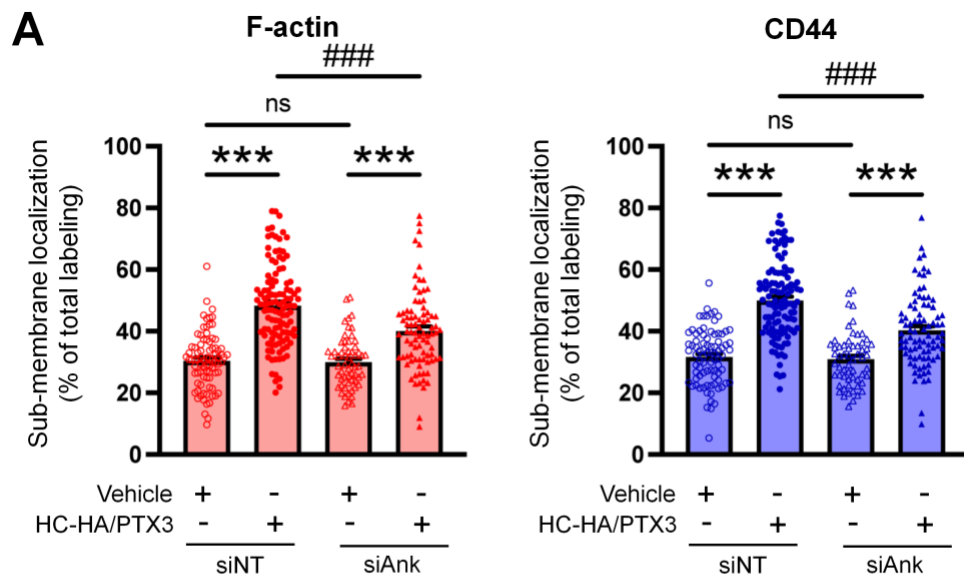 A
F-actin
###
ns
*** ***
Sub-membrane localization
(% of total labeling)
100
80
60
40
20
0
Vehicle + - + -
HC-HA/PTX3 - + - +
siNT siAnk
CD44
###
ns
*** ***
Sub-membrane localization
(% of total labeling)
100
80
60
40
20
0
Vehicle + - + -
HC-HA/PTX3 - + - +
siNT siAnk